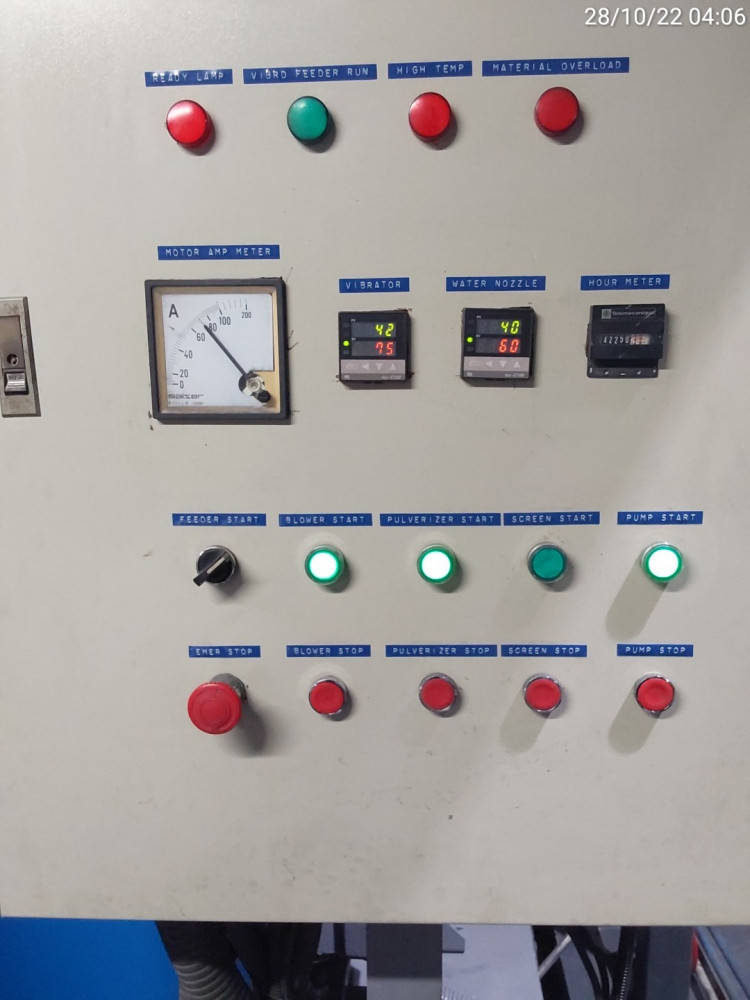 28/10/22 04:06
READY LAMP
VIBRO FEEDER RUN
HIGH TEMP
MATERIAL OVERLOAD
MOTOR AMP METER
VIBRATOR
WATER NOZZLE
HOUR METER
A
0
20
40
60
80
100
200
42
75
40
60
FEEDER START
BLOWER START
PULVERIZER START
SCREEN START
PUMP START
EMER STOP
BLOWER STOP
PULVERIZER STOP
SCREEN STOP
PUMP STOP